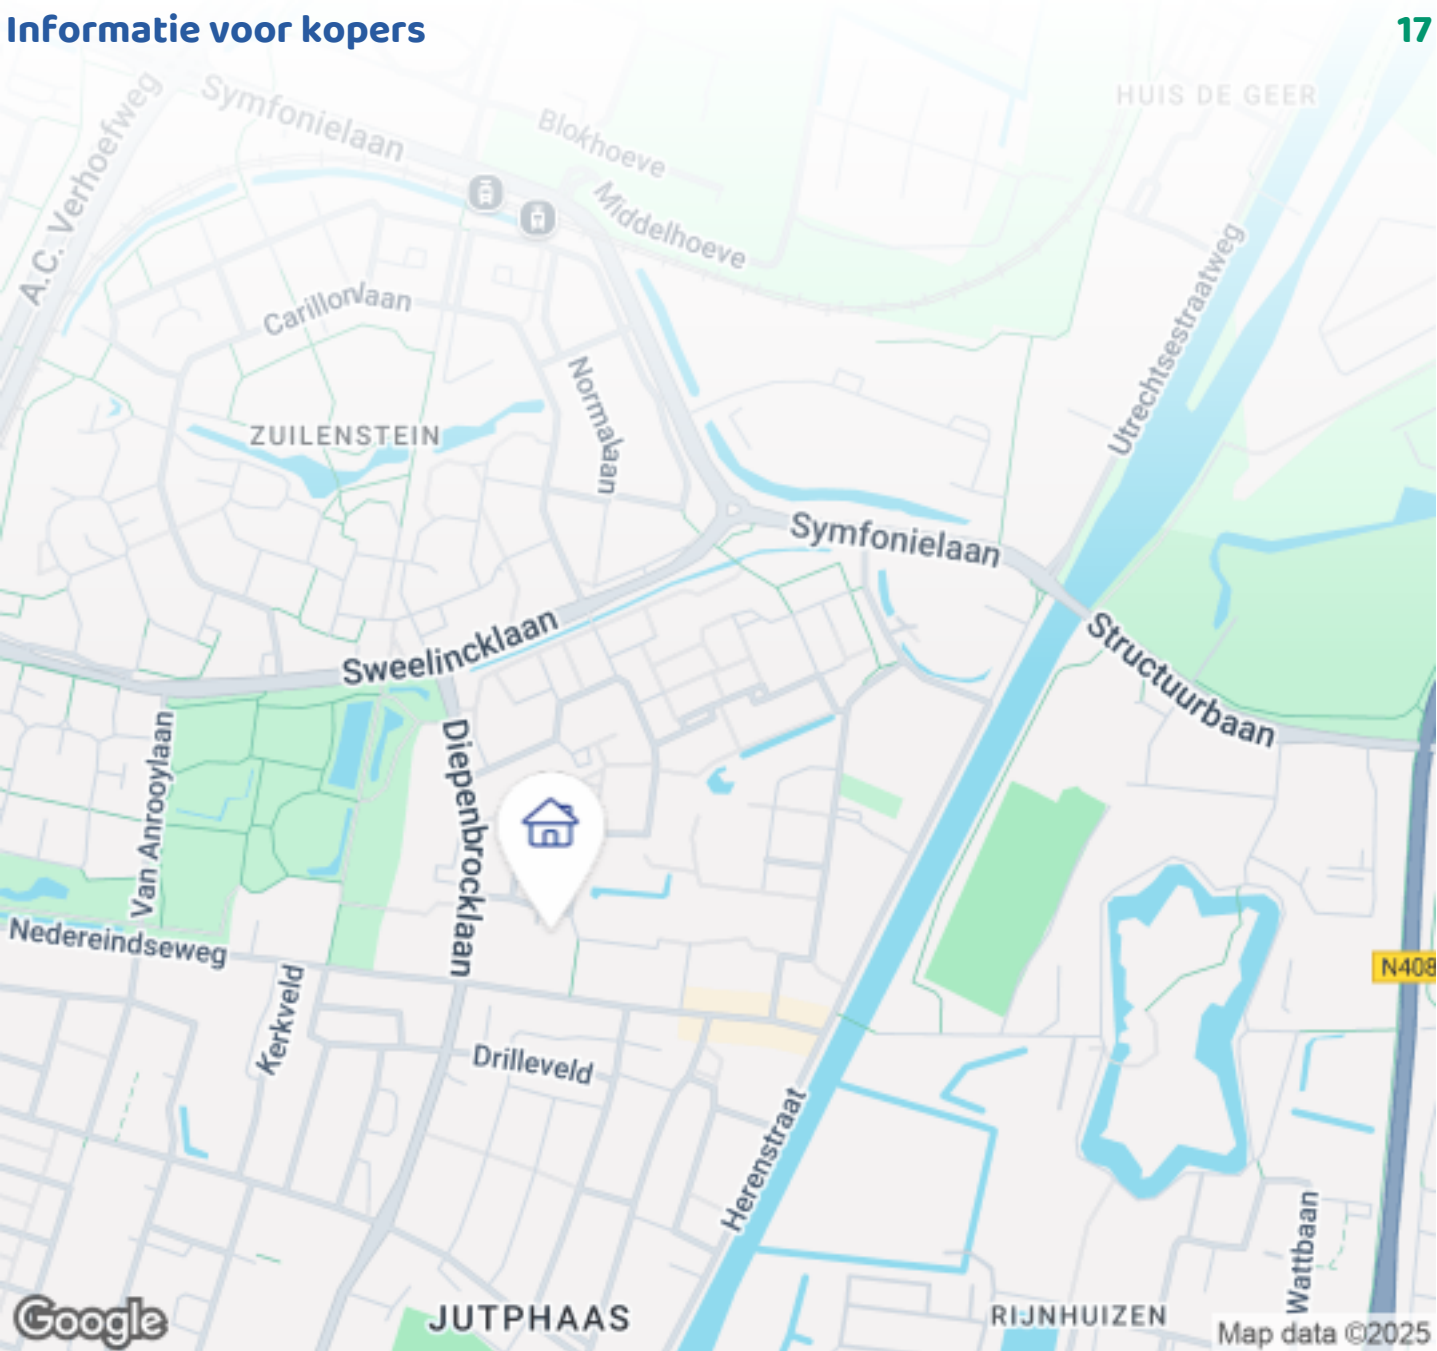 Informatie voor kopers
17
HUIS DE GEER
A.C. Verhoefweg
Symfonielaan
Blokhoeve
Middelhoeve
Utrechtsestraatweg
Carillonlaan
Normalaan
ZUILENSTEIN
Symfonielaan
Sweelincklaan
Structuurbaan
Van Anrooylaan
Diepenbrocklaan
Nedereindseweg
N408
Kerkveld
Drilleveld
Herenstraat
Wattbaan
JUTPHAAS
RIJNHUIZEN
Google
Map data ©2025